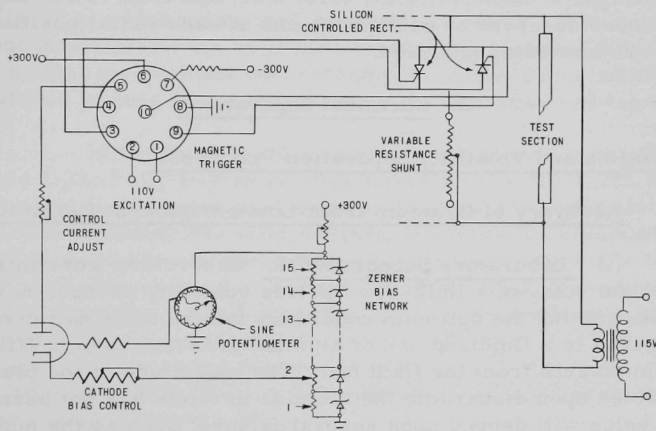 SILICON
CONTROLLED RECT.
+300V
-300V
6
5
7
4
10
8
3
9
2
1
MAGNETIC
TRIGGER
110V
EXCITATION
VARIABLE
RESISTANCE
SHUNT
TEST
SECTION
CONTROL
CURRENT
ADJUST
+300V
15
14
13
2
1
ZERNER
BIAS
NETWORK
SINE
POTENTIOMETER
CATHODE
BIAS CONTROL
115V